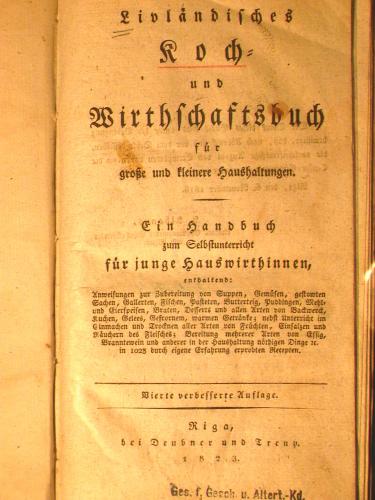 Livländisches
Koch-
und
Wirthschaftsbuch
für
große und kleinere Haushaltungen.
Ein Handbuch
zum Selbstunterricht
für junge Hauswirthinnen,
enthaltend:
Anweisungen zur Zubereitung von Suppen, Gemüsen, gestowten
Sachen, Gallerten, Fischen, Pasteten, Butterteig, Puddingen, Mehl-
und Eierspeisen, Braten, Desserts und allen Arten von Backwerck,
Kuchen, Gelees, Gefrornem, warmen Getränke; nebst Unterricht im
Einmachen und Trocknen aller Arten von Früchten, Einsalzen und
Räuchern des Fleisches; Bereitung mehrerer Arten von Essig,
Branntewein und anderer in der Haushaltung nöthigen Dinge ꝛc.
in 1023 durch eigene Erfahrung erprobten Recepten.
Vierte verbesserte Auflage.
Riga,
bei Deubner und Treuy.
1823.
Ges. f. Gesch. u. Altert.-Kd.